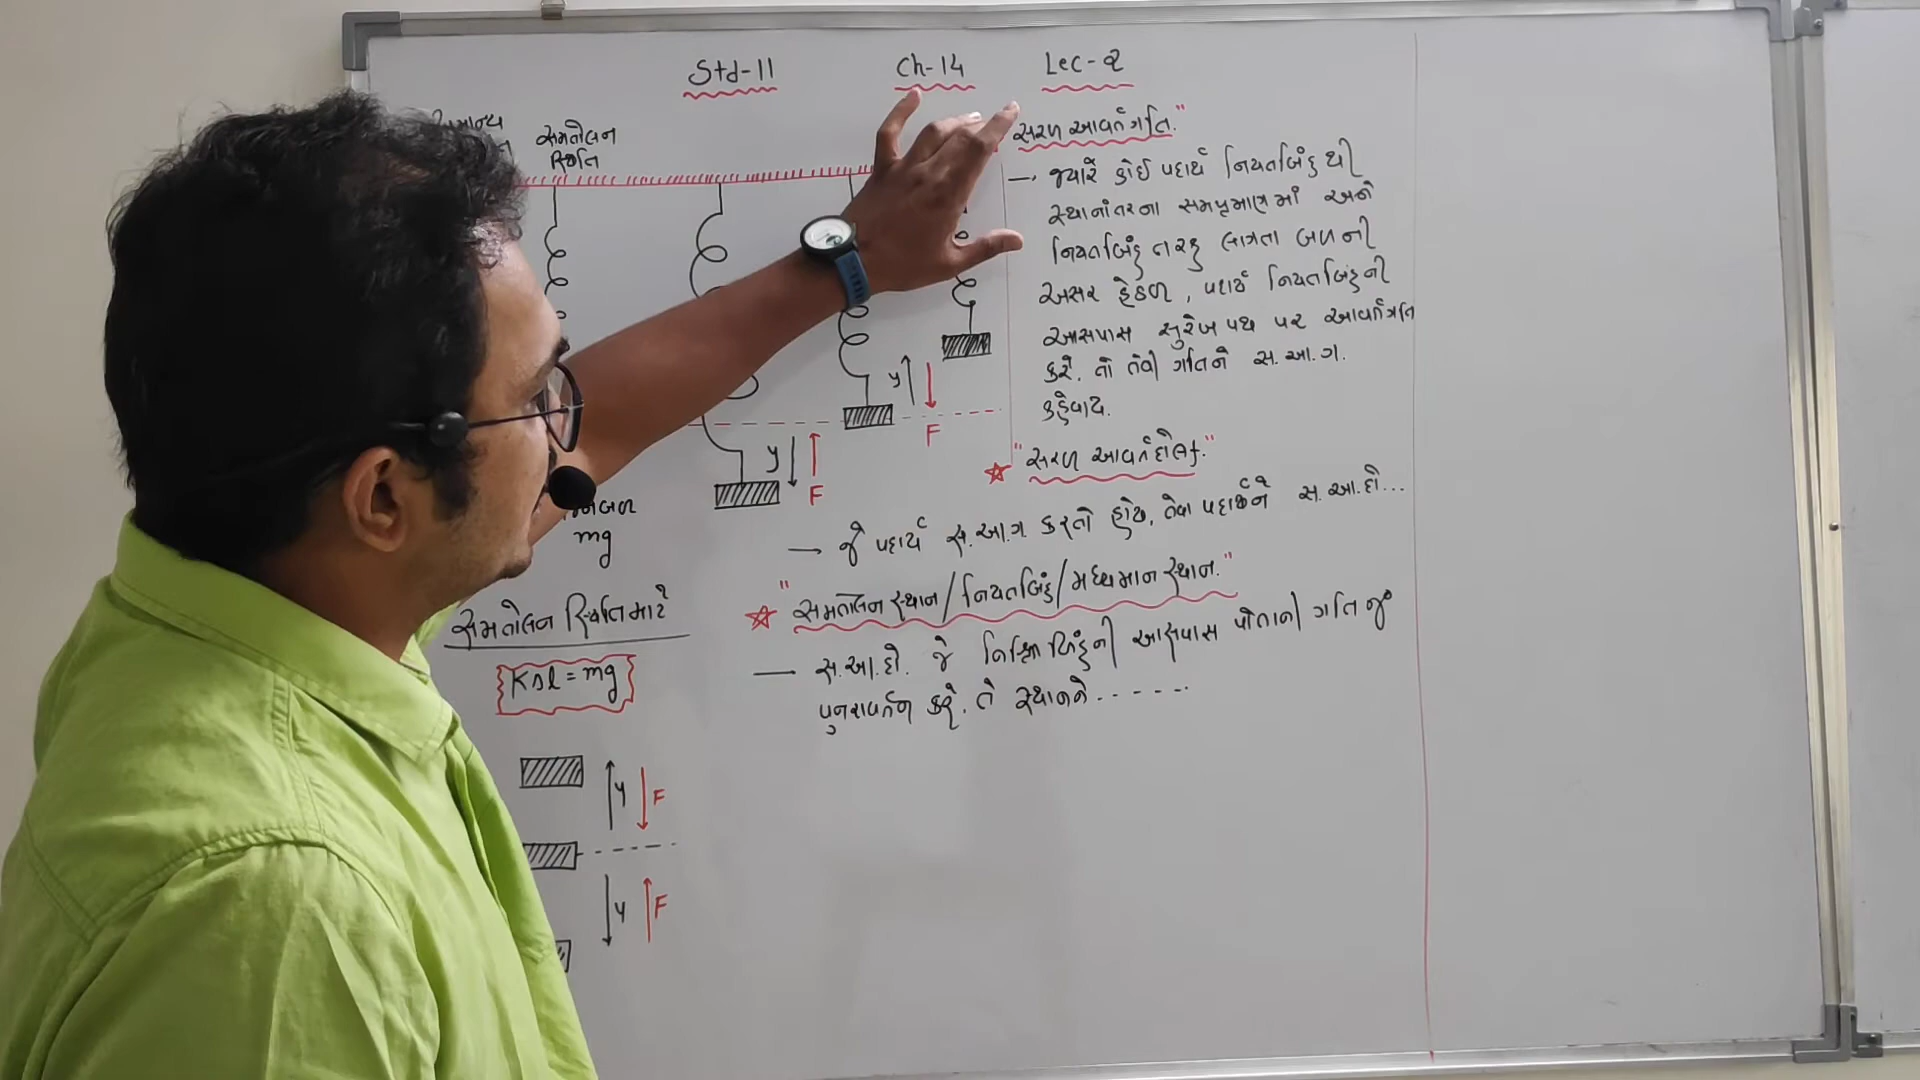 Std-11 Ch-14 Lec-2
સમતોલન
સ્થિતિ
સરળ આવર્તગતિ."
→ જ્યારે કોઈ પદાર્થ નિયતબિંદુથી
સ્થાનાંતરના સમપ્રમાણમાં અને
નિયતબિંદુ તરફ લાગતા બળની
અસર હેઠળ, પદાર્થ નિયતબિંદુની
આસપાસ સુરેખપથ પર આવર્તગતિ
કરે. તો તેવી ગતિને સ.આ.ગ.
કહેવાય.
y F
y F
☆ "સરળ આવર્તદોલક."
→ જે પદાર્થ સ.આ.ગ કરતો હોય, તેવા પદાર્થને સ.આ.દો...
mg
☆ "સમતોલન સ્થાન/નિયતબિંદુ/મધ્યમાન સ્થાન."
— સ.આ.દો. જે નિશ્ચિત બિંદુની આસપાસ પોતાની ગતિનું
પુનરાવર્તન કરે. તે સ્થાનને.......
સમતોલન સ્થિતિ માટે
KΔl = mg
y F
y F